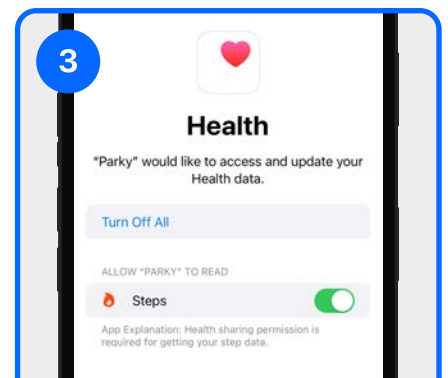 3
Health
"Parky" would like to access and update your
Health data.
Turn Off All
ALLOW "PARKY" TO READ
Steps
App Explanation: Health sharing permission is
required for getting your step data.